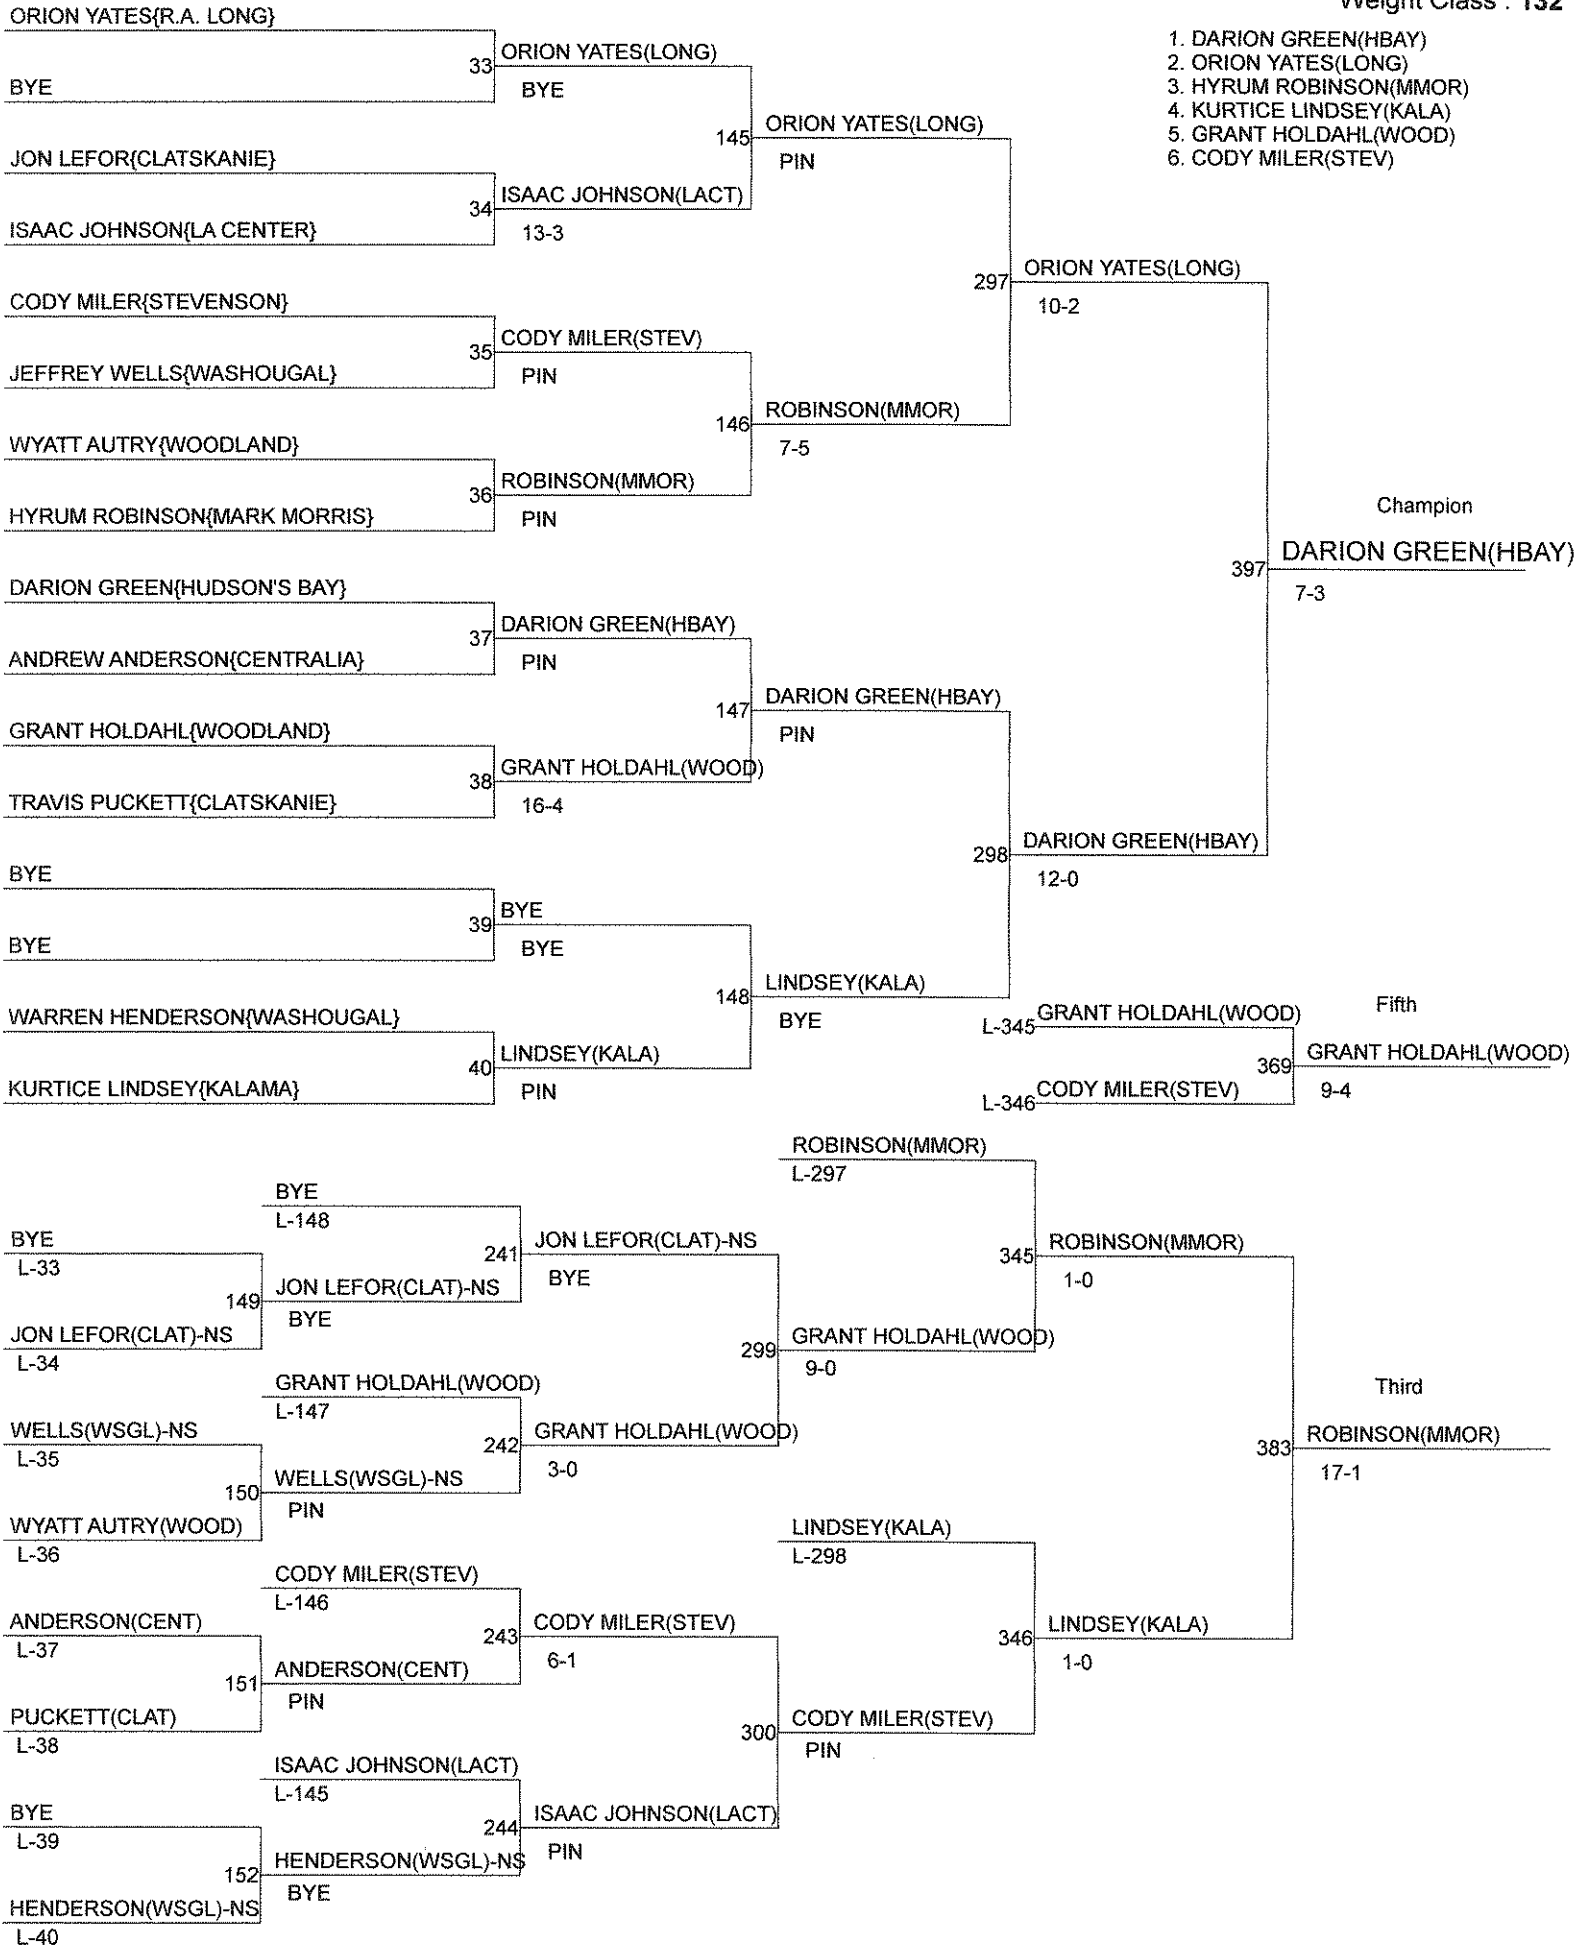 Weight Class : 132
1. DARION GREEN(HBAY)
2. ORION YATES(LONG)
3. HYRUM ROBINSON(MMOR)
4. KURTICE LINDSEY(KALA)
5. GRANT HOLDAHL(WOOD)
6. CODY MILER(STEV)
ORION YATES{R.A. LONG}
33
ORION YATES(LONG)
BYE
BYE
145
ORION YATES(LONG)
PIN
JON LEFOR{CLATSKANIE}
34
ISAAC JOHNSON(LACT)
13-3
ISAAC JOHNSON{LA CENTER}
297
ORION YATES(LONG)
10-2
CODY MILER{STEVENSON}
35
CODY MILER(STEV)
PIN
JEFFREY WELLS{WASHOUGAL}
146
ROBINSON(MMOR)
7-5
WYATT AUTRY{WOODLAND}
36
ROBINSON(MMOR)
PIN
HYRUM ROBINSON{MARK MORRIS}
Champion
397
DARION GREEN(HBAY)
7-3
DARION GREEN{HUDSON'S BAY}
37
DARION GREEN(HBAY)
PIN
ANDREW ANDERSON{CENTRALIA}
147
DARION GREEN(HBAY)
PIN
GRANT HOLDAHL{WOODLAND}
38
GRANT HOLDAHL(WOOD)
16-4
TRAVIS PUCKETT{CLATSKANIE}
298
DARION GREEN(HBAY)
12-0
BYE
39
BYE
BYE
BYE
148
LINDSEY(KALA)
BYE
WARREN HENDERSON{WASHOUGAL}
40
LINDSEY(KALA)
PIN
KURTICE LINDSEY{KALAMA}
Fifth
L-345
GRANT HOLDAHL(WOOD)
369
GRANT HOLDAHL(WOOD)
9-4
L-346
CODY MILER(STEV)
ROBINSON(MMOR)
L-297
BYE
L-148
BYE
L-33
241
JON LEFOR(CLAT)-NS
BYE
345
ROBINSON(MMOR)
1-0
149
JON LEFOR(CLAT)-NS
BYE
JON LEFOR(CLAT)-NS
L-34
299
GRANT HOLDAHL(WOOD)
9-0
GRANT HOLDAHL(WOOD)
L-147
Third
WELLS(WSGL)-NS
L-35
242
GRANT HOLDAHL(WOOD)
3-0
383
ROBINSON(MMOR)
17-1
150
WELLS(WSGL)-NS
PIN
WYATT AUTRY(WOOD)
L-36
LINDSEY(KALA)
L-298
CODY MILER(STEV)
L-146
ANDERSON(CENT)
L-37
243
CODY MILER(STEV)
6-1
346
LINDSEY(KALA)
1-0
151
ANDERSON(CENT)
PIN
PUCKETT(CLAT)
L-38
300
CODY MILER(STEV)
PIN
ISAAC JOHNSON(LACT)
L-145
BYE
L-39
244
ISAAC JOHNSON(LACT)
PIN
152
HENDERSON(WSGL)-NS
BYE
HENDERSON(WSGL)-NS
L-40